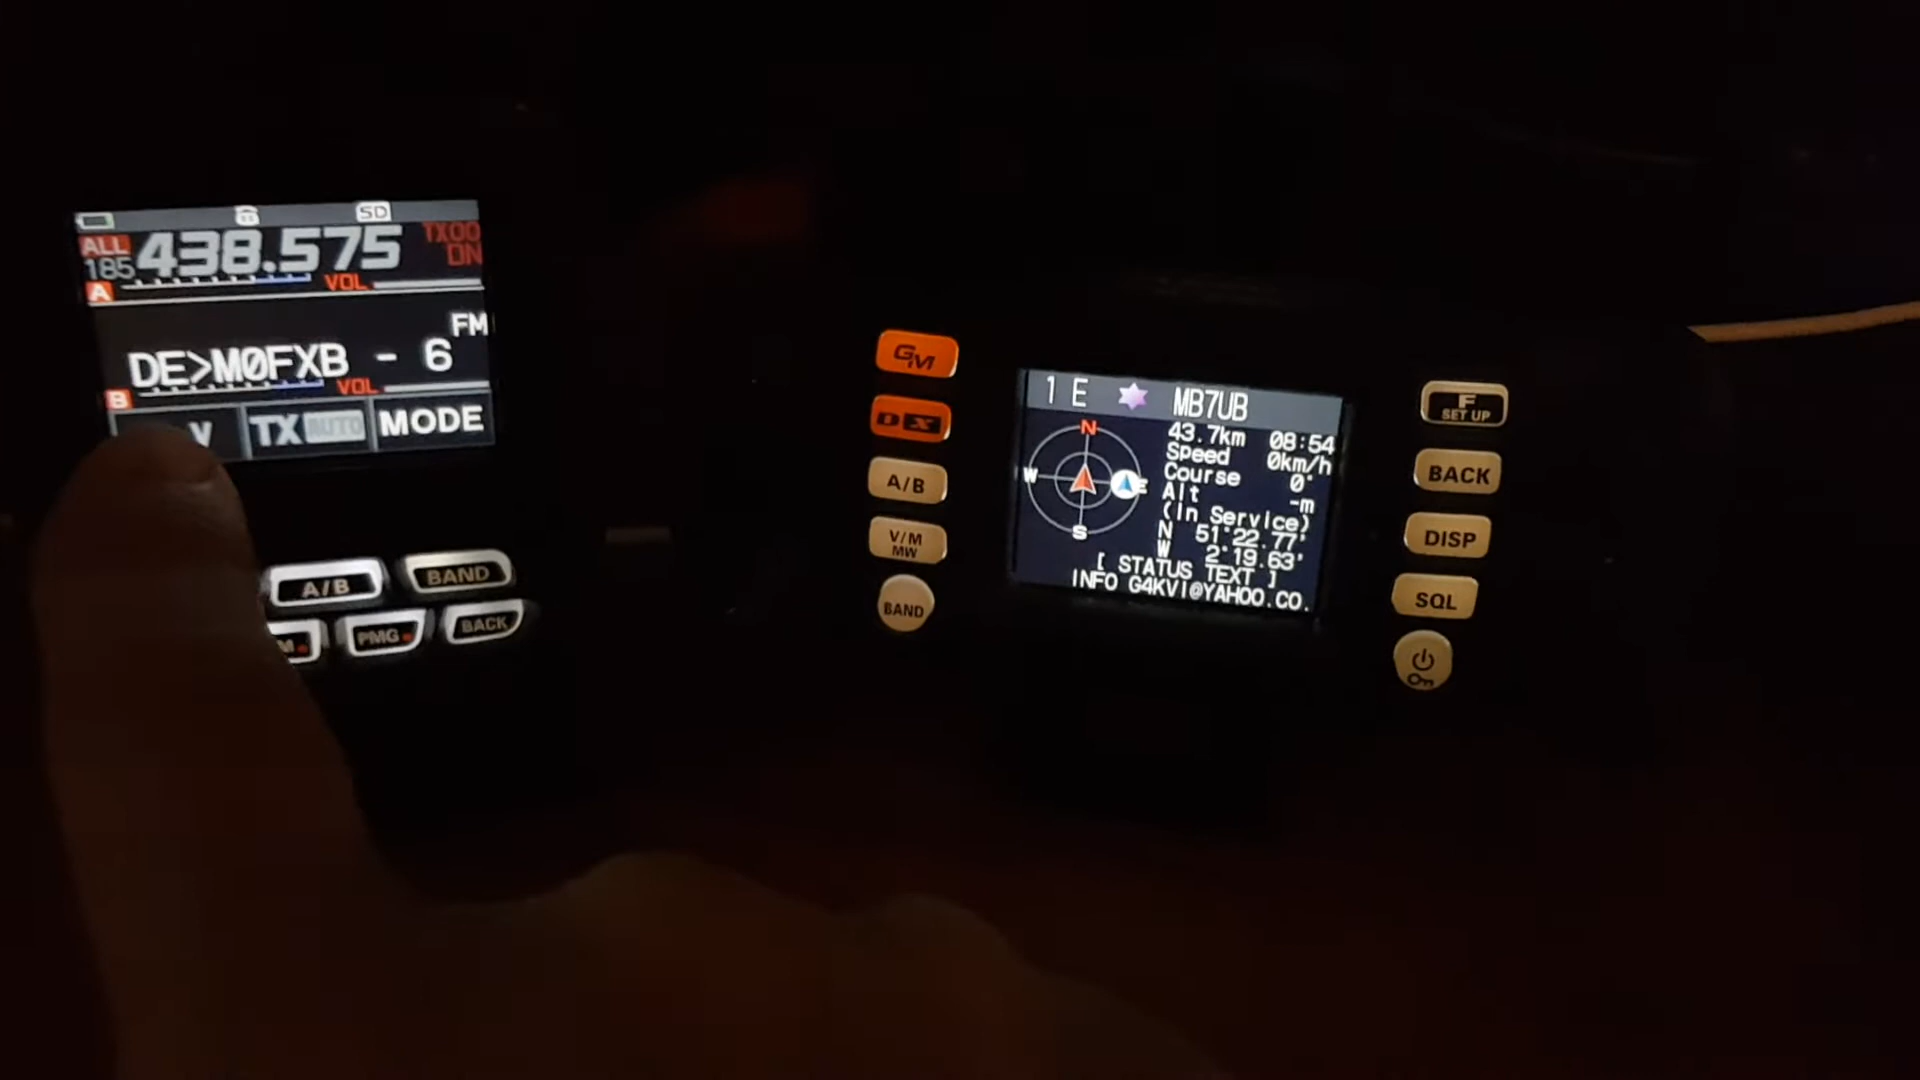 SD
ALL 438.575 TX00
185 ON
A VOL
FM
DE>M0FXB - 6
B VOL
V TX AUTO MODE
A/B BAND
PMG BACK
GM
DX
A/B
V/M
MW
BAND
1 E MB7UB
N 43.7km 08:54
Speed 0km/h
W E Course 0°
Alt -m
S (In Service)
N 51°22.77'
W 2°19.63'
[ STATUS TEXT ]
INFO G4KVI@YAHOO.CO.
F
SET UP
BACK
DISP
SQL